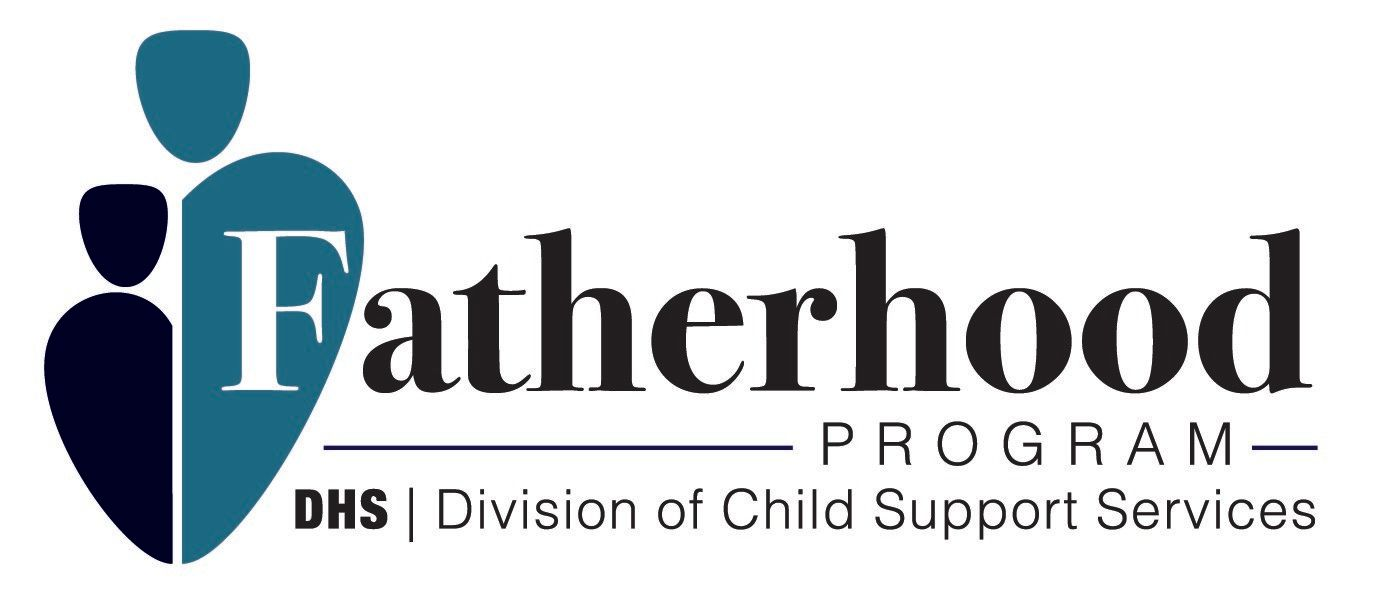 Fatherhood
PROGRAM
DHS | Division of Child Support Services